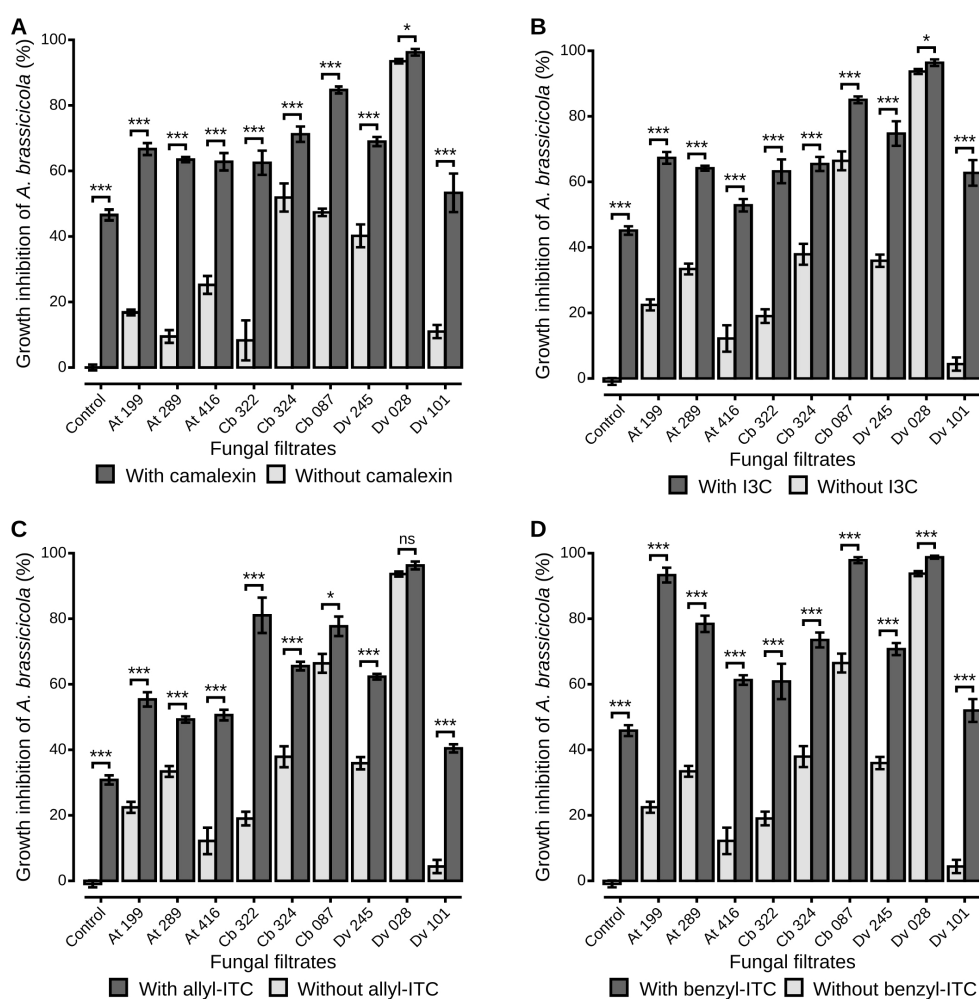 A
Growth inhibition of A. brassicicola (%)
100
80
60
40
20
0
***
***
***
***
***
***
***
***
*
***
Control
At 199
At 289
At 416
Cb 322
Cb 324
Cb 087
Dv 245
Dv 028
Dv 101
Fungal filtrates
With camalexin
Without camalexin
B
Growth inhibition of A. brassicicola (%)
100
80
60
40
20
0
***
***
***
***
***
***
***
***
*
***
Control
At 199
At 289
At 416
Cb 322
Cb 324
Cb 087
Dv 245
Dv 028
Dv 101
Fungal filtrates
With I3C
Without I3C
C
Growth inhibition of A. brassicicola (%)
100
80
60
40
20
0
***
***
***
***
***
***
*
***
ns
***
Control
At 199
At 289
At 416
Cb 322
Cb 324
Cb 087
Dv 245
Dv 028
Dv 101
Fungal filtrates
With allyl-ITC
Without allyl-ITC
D
Growth inhibition of A. brassicicola (%)
100
80
60
40
20
0
***
***
***
***
***
***
***
***
***
***
Control
At 199
At 289
At 416
Cb 322
Cb 324
Cb 087
Dv 245
Dv 028
Dv 101
Fungal filtrates
With benzyl-ITC
Without benzyl-ITC